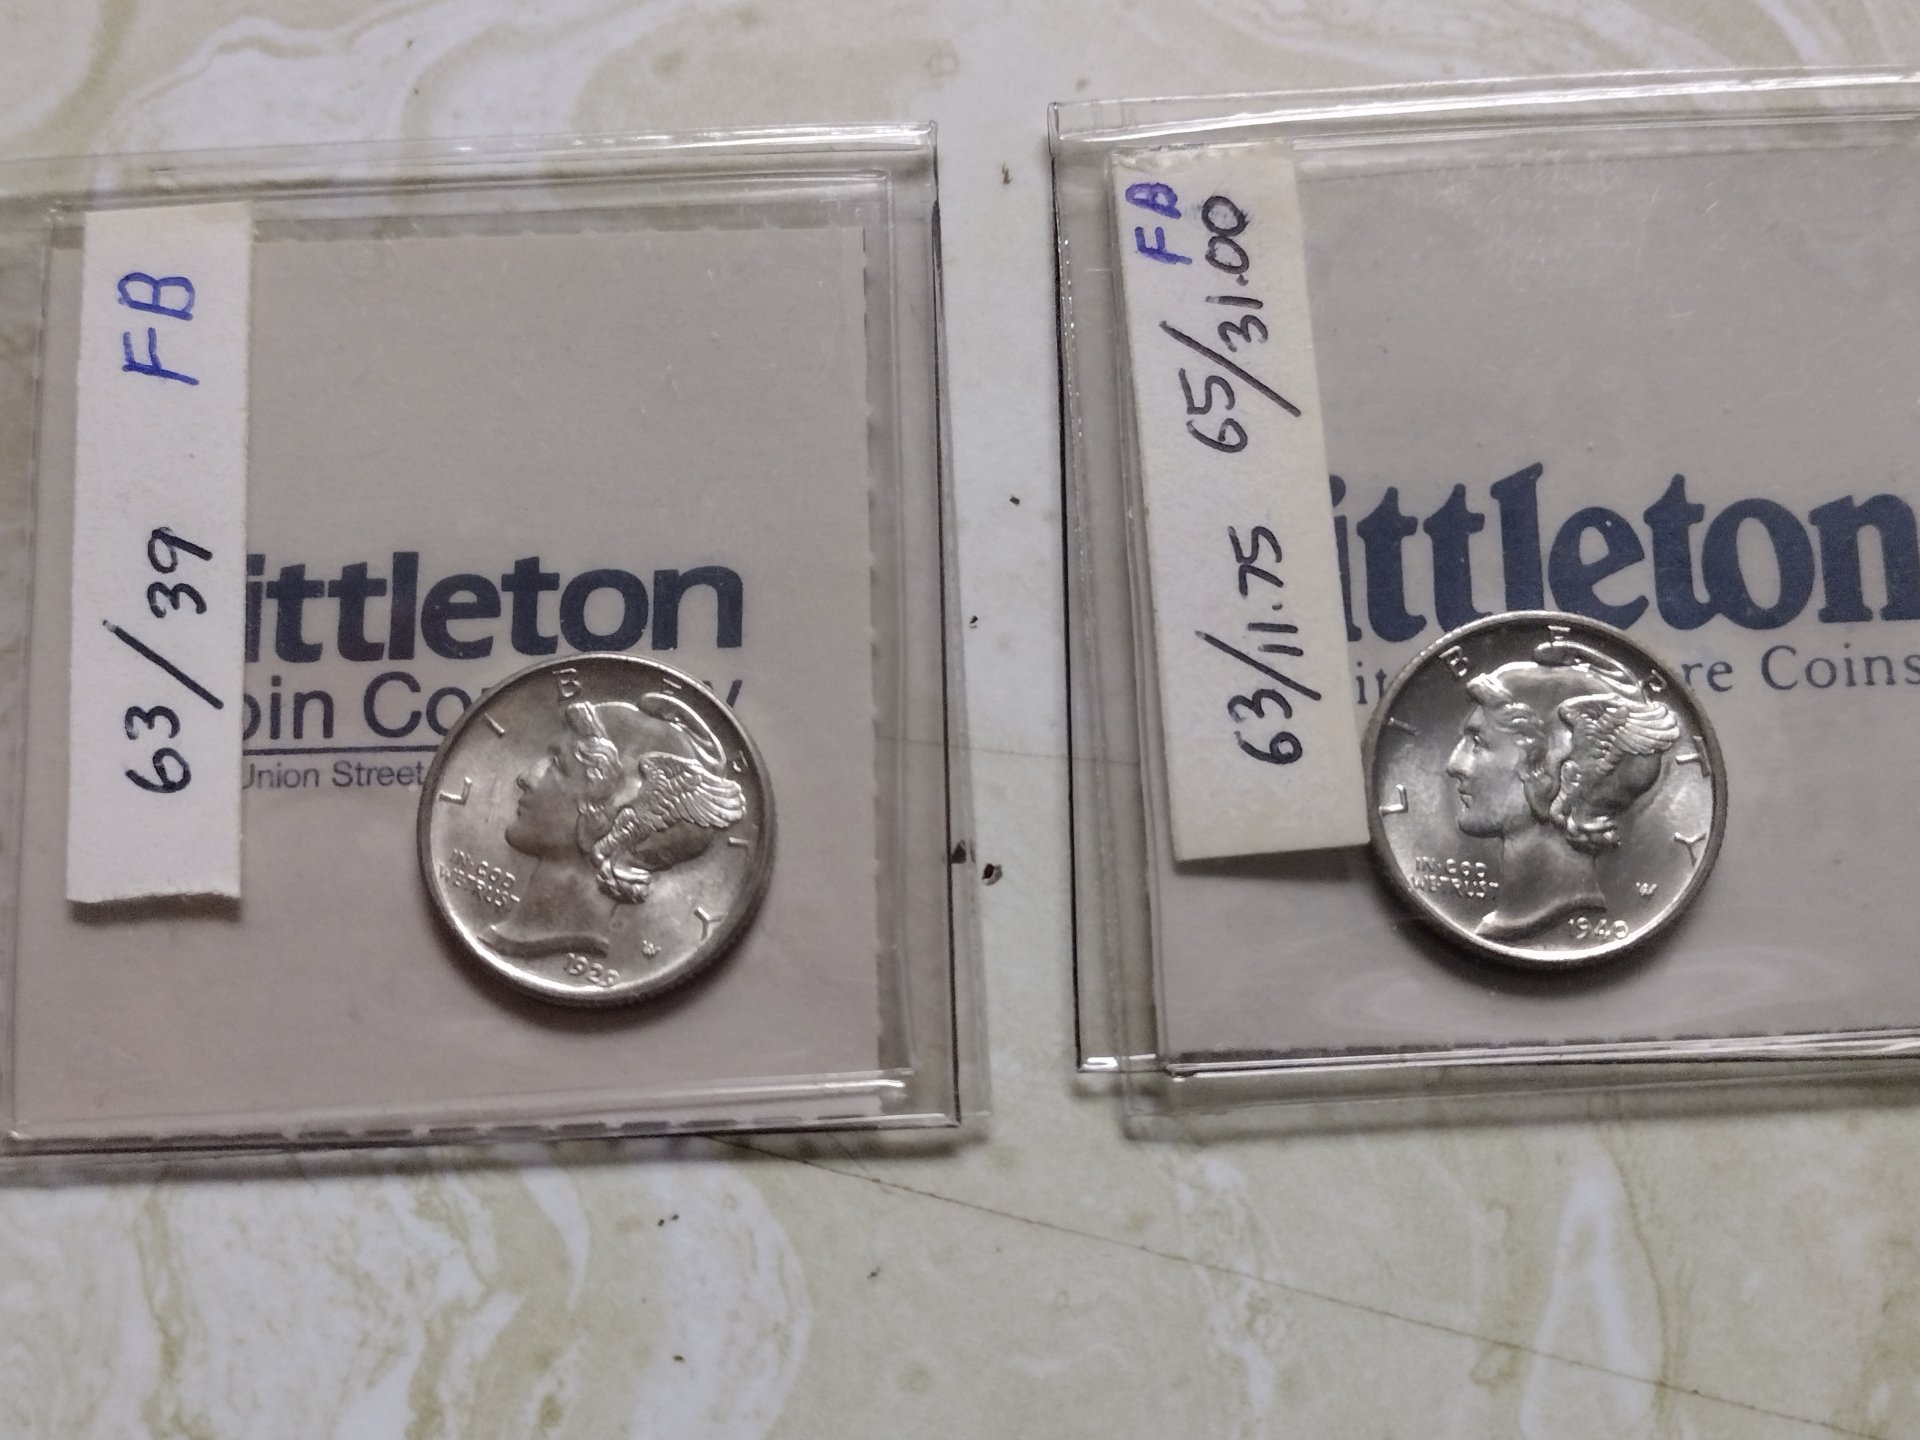 FB
63/39
ittleton
oin Co
y
Union Street
LIBERTY
IN·GOD
WE·TRUST
FB
63/11.75 65/31.00
ittleton
re Coins
LIBERTY
IN·GOD
WE·TRUST
W
1940